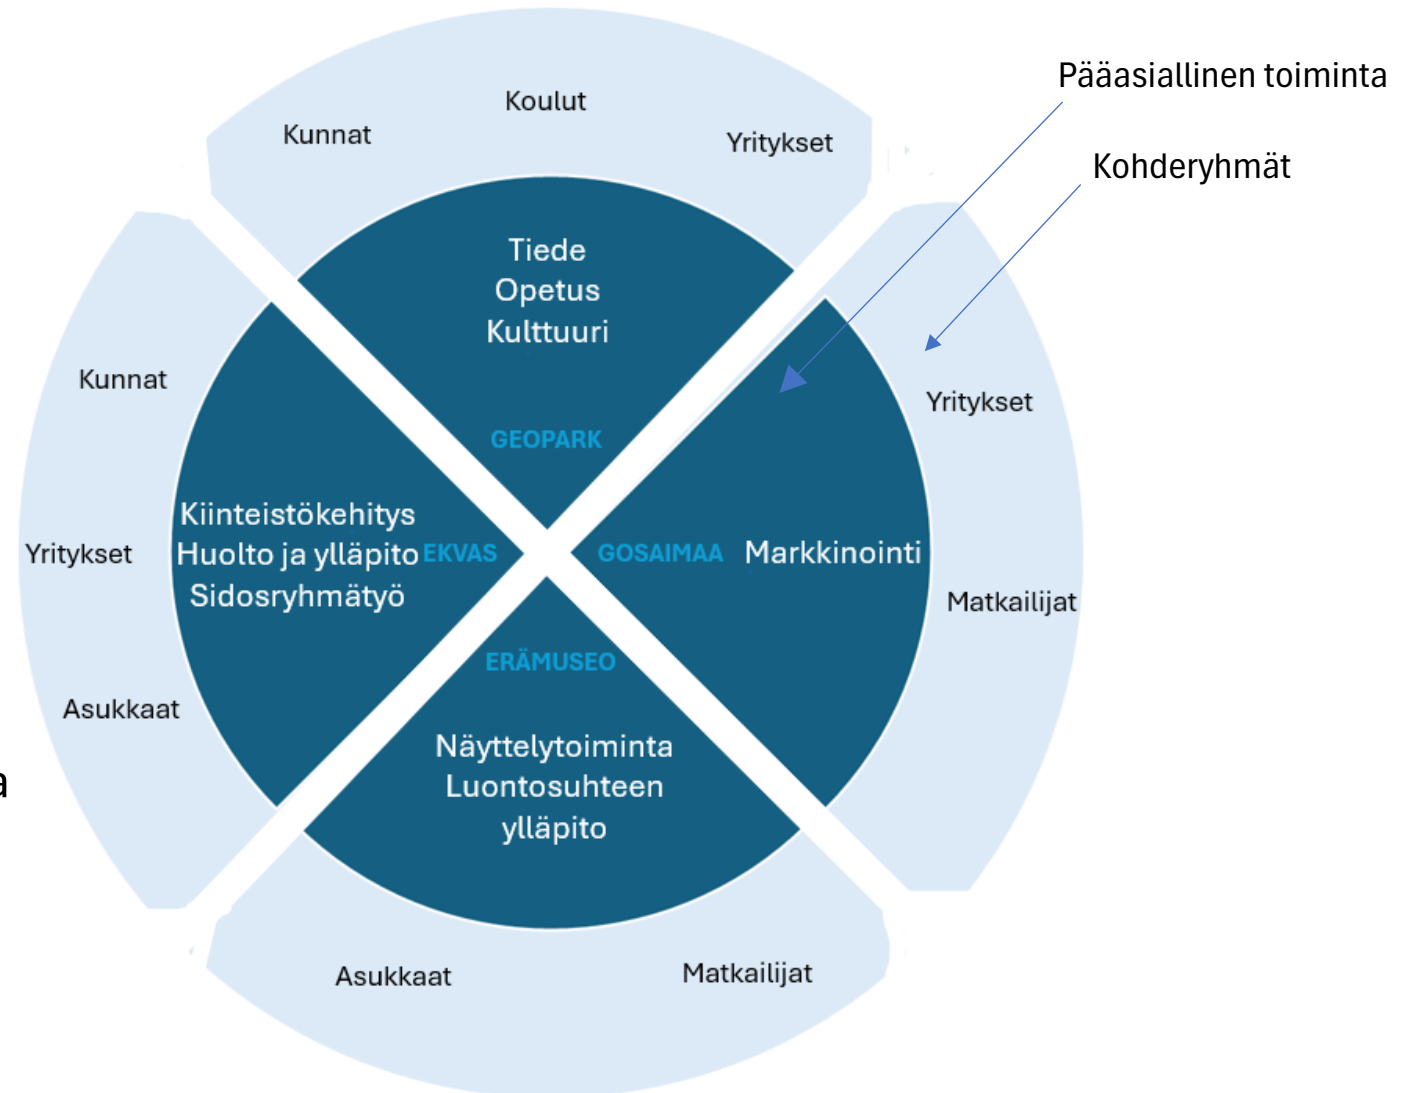 Pääasiallinen toiminta
Kohderyhmät
Koulut
Kunnat
Yritykset
Tiede
Opetus
Kulttuuri
GEOPARK
Kunnat
Yritykset
Asukkaat
Kiinteistökehitys
Huolto ja ylläpito
Sidosryhmätyö
EKVAS
GOSAIMAA
Markkinointi
Yritykset
Matkailijat
ERÄMUSEO
Näyttelytoiminta
Luontosuhteen
ylläpito
Asukkaat
Matkailijat
a